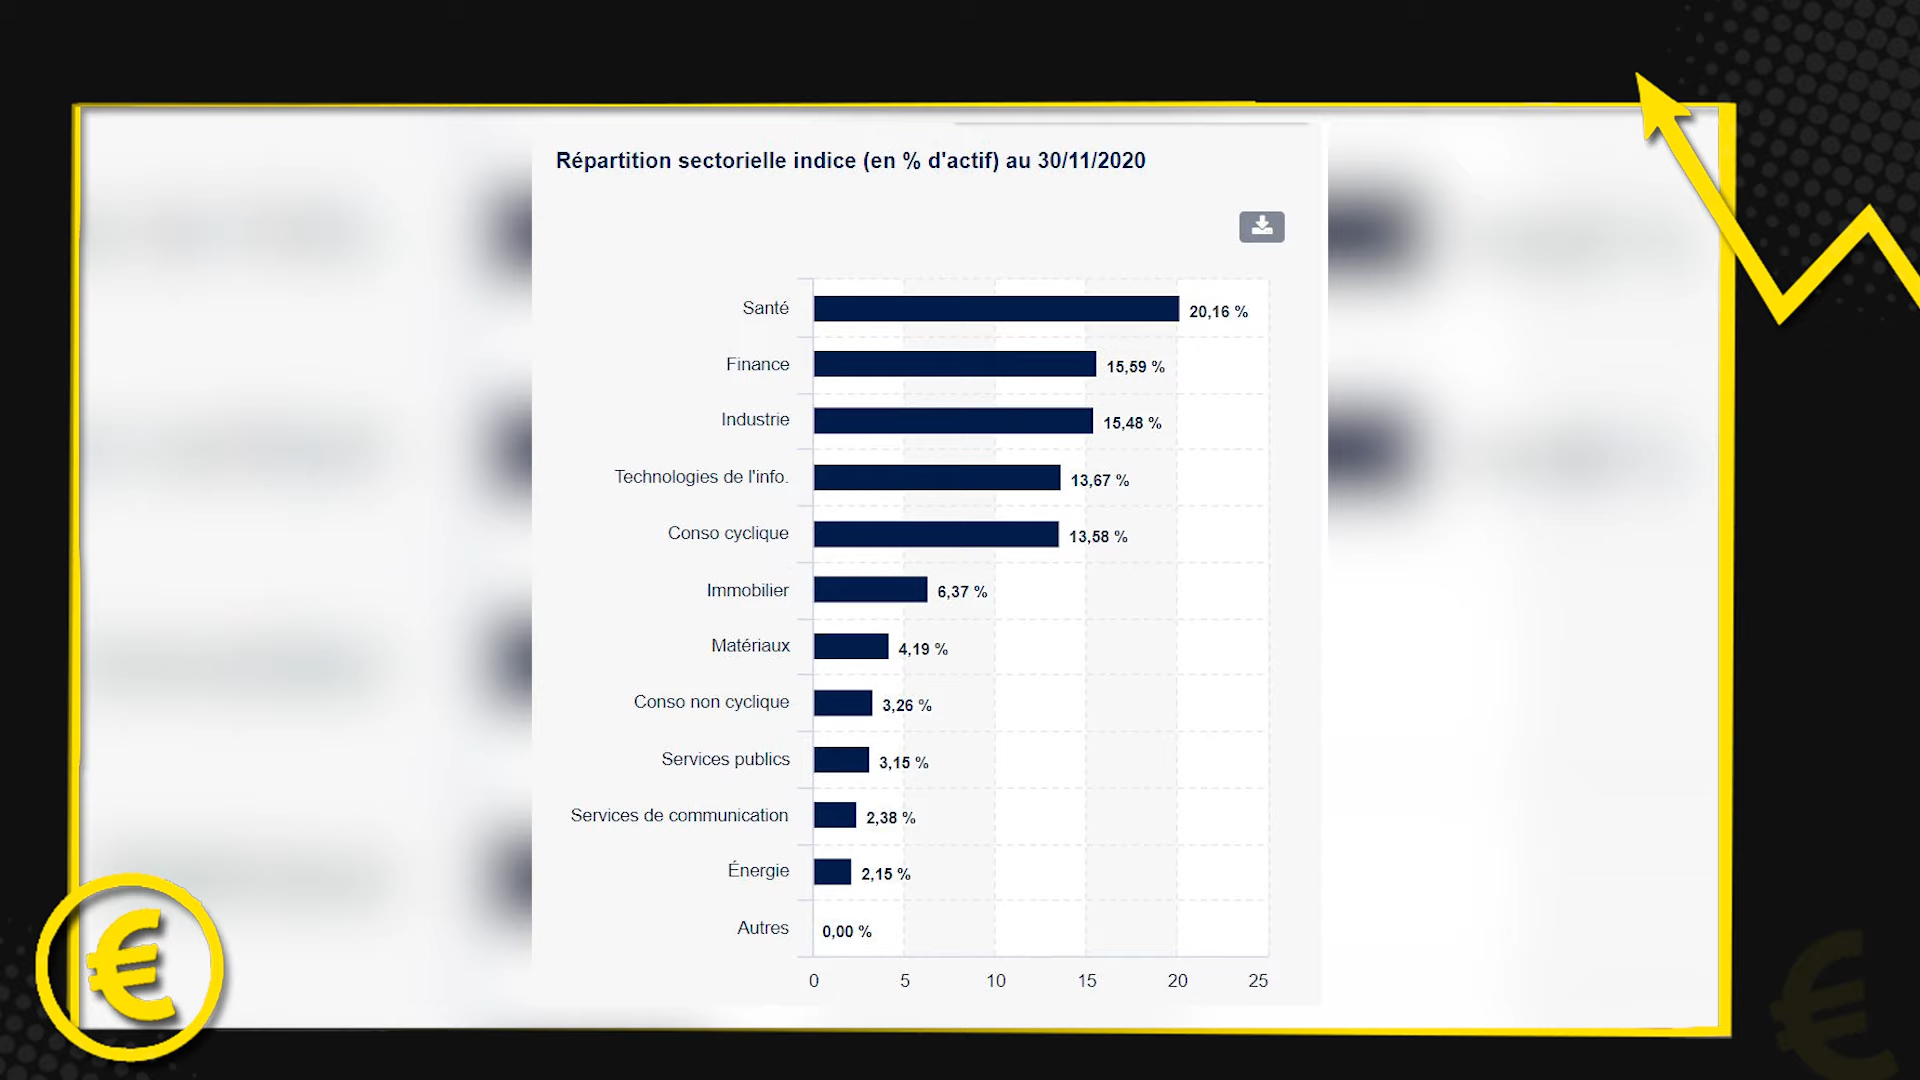 Répartition sectorielle indice (en % d'actif) au 30/11/2020
Santé 20,16 %
Finance 15,59 %
Industrie 15,48 %
Technologies de l'info. 13,67 %
Conso cyclique 13,58 %
Immobilier 6,37 %
Matériaux 4,19 %
Conso non cyclique 3,26 %
Services publics 3,15 %
Services de communication 2,38 %
Énergie 2,15 %
Autres 0,00 %
0 5 10 15 20 25
€
€